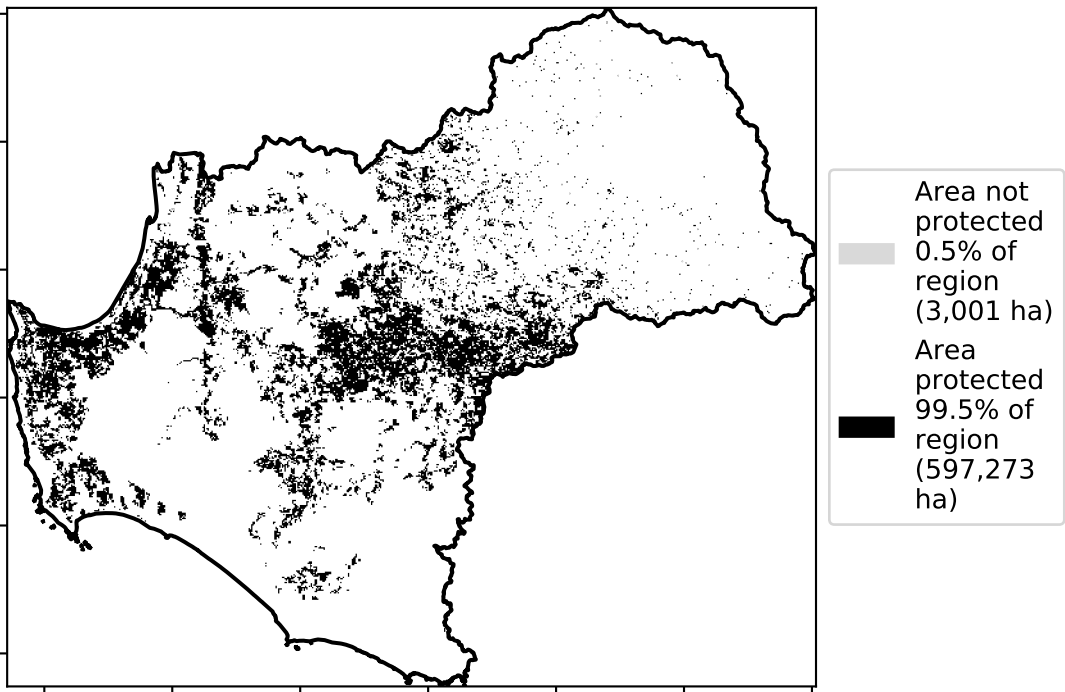 Area not
protected
0.5% of
region
(3,001 ha)
Area
protected
99.5% of
region
(597,273
ha)